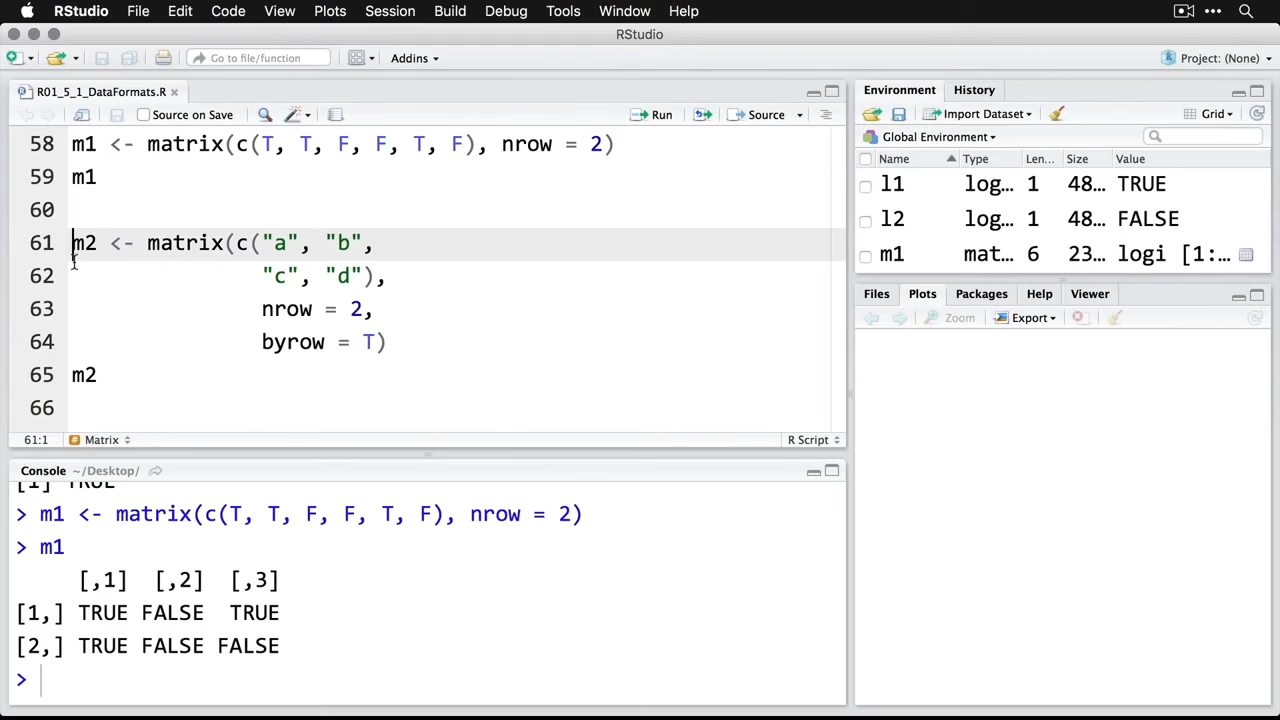 RStudio File Edit Code View Plots Session Build Debug Tools Window Help
RStudio
Go to file/function Addins Project: (None)
R01_5_1_DataFormats.R
Source on Save Run Source
58 m1 <- matrix(c(T, T, F, F, T, F), nrow = 2)
59 m1
60
61 m2 <- matrix(c("a", "b",
62 "c", "d"),
63 nrow = 2,
64 byrow = T)
65 m2
66
61:1 Matrix R Script
Console ~/Desktop/
[1] TRUE
> m1 <- matrix(c(T, T, F, F, T, F), nrow = 2)
> m1
[,1] [,2] [,3]
[1,] TRUE FALSE TRUE
[2,] TRUE FALSE FALSE
>
Environment History
Import Dataset Grid
Global Environment
Name Type Len... Size Value
l1 log... 1 48... TRUE
l2 log... 1 48... FALSE
m1 mat... 6 23... logi [1:...
Files Plots Packages Help Viewer
Zoom Export